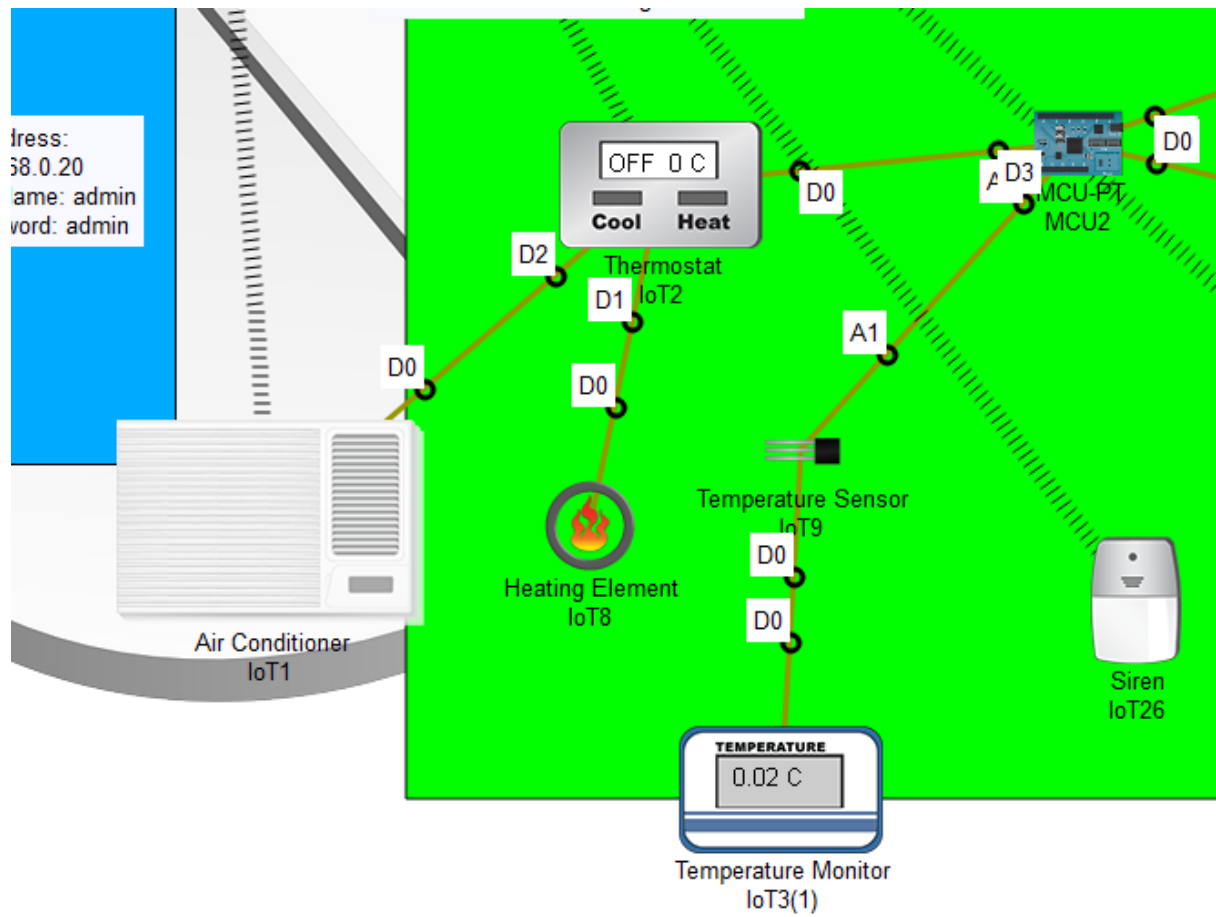 dress:
68.0.20
ame: admin
word: admin
OFF 0 C
Cool Heat
Thermostat
IoT2
D0
D3
D0
MCU-PT
MCU2
D2
D1
A1
D0
D0
Air Conditioner
IoT1
Heating Element
IoT8
Temperature Sensor
IoT9
D0
D0
Siren
IoT26
TEMPERATURE
0.02 C
Temperature Monitor
IoT3(1)